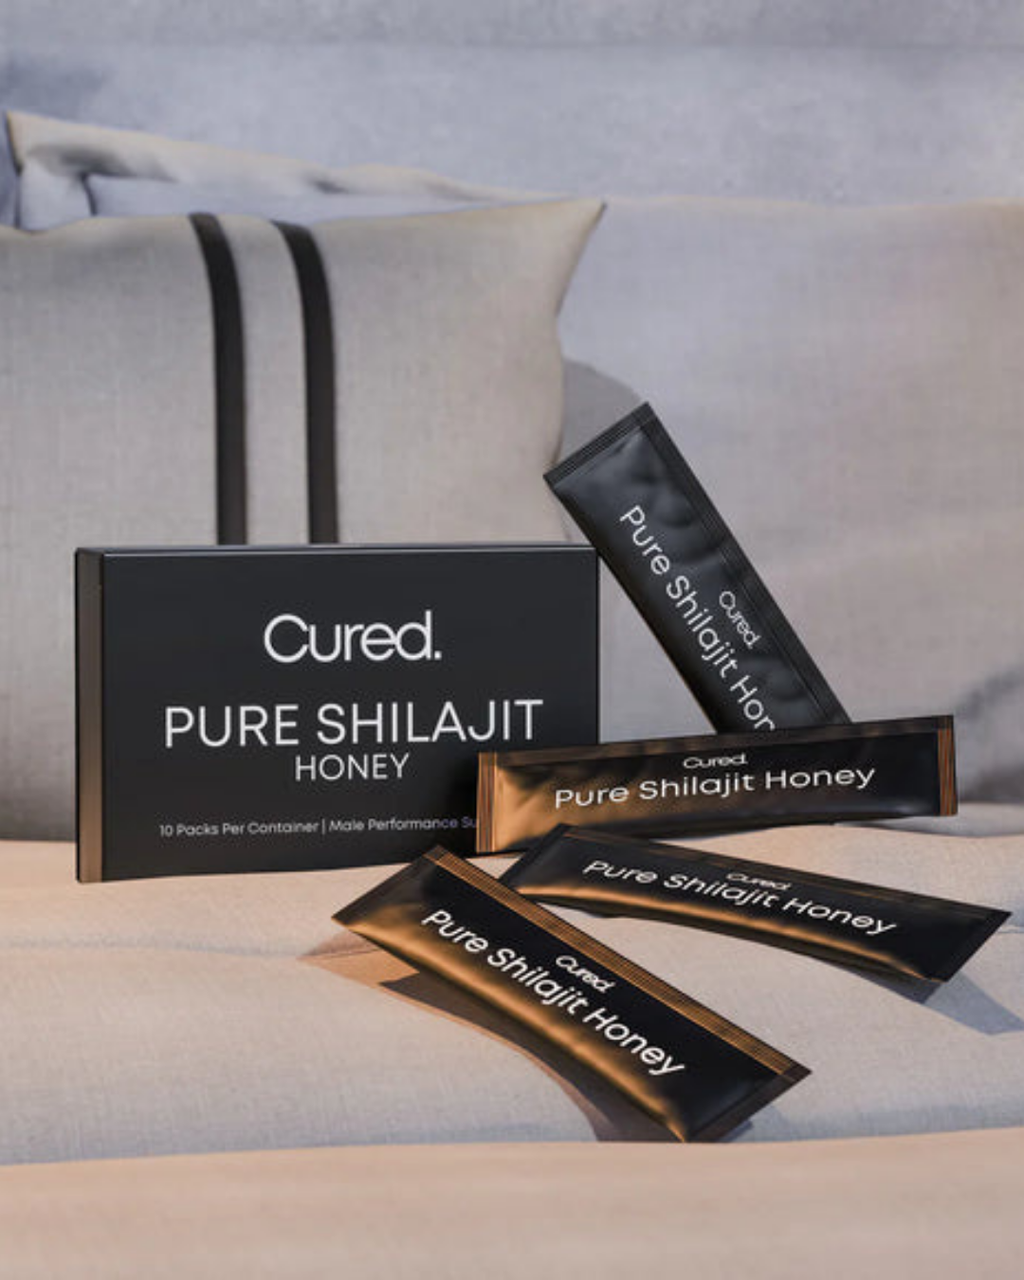 Cured.
PURE SHILAJIT
HONEY
10 Packs Per Container | Male Performance
Cured.
Pure Shilajit Hon
Cured.
Pure Shilajit Honey
Cured.
Pure Shilajit Honey
Cured.
Pure Shilajit Honey